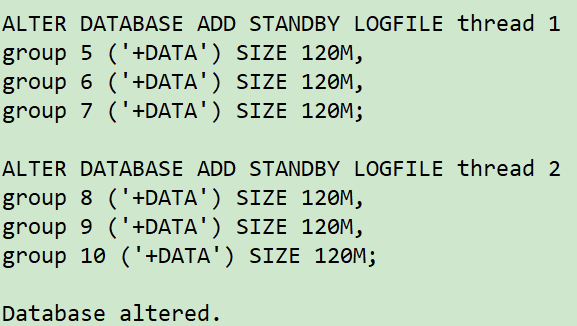 ALTER DATABASE ADD STANDBY LOGFILE thread 1
group 5 ('+DATA') SIZE 120M,
group 6 ('+DATA') SIZE 120M,
group 7 ('+DATA') SIZE 120M;
ALTER DATABASE ADD STANDBY LOGFILE thread 2
group 8 ('+DATA') SIZE 120M,
group 9 ('+DATA') SIZE 120M,
group 10 ('+DATA') SIZE 120M;
Database altered.